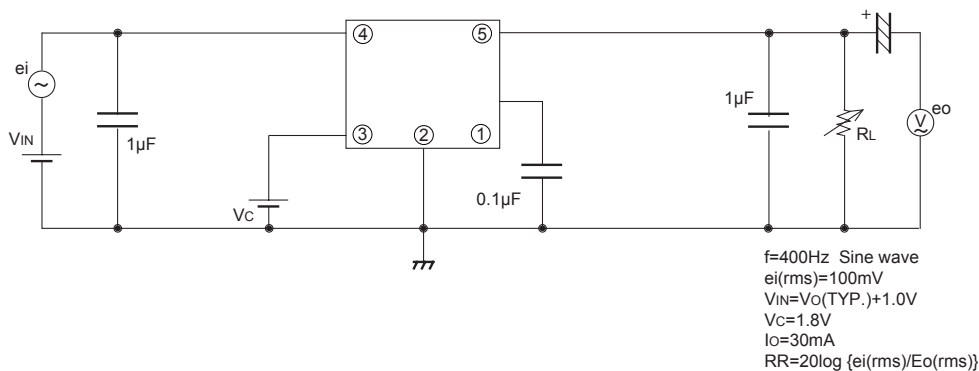 +
④
⑤
ei
~
1µF
1µF
eo
V
VIN
③
②
①
RL
0.1µF
VC
f=400Hz Sine wave
ei(rms)=100mV
VIN=VO(TYP.)+1.0V
VC=1.8V
IO=30mA
RR=20log {ei(rms)/Eo(rms)}